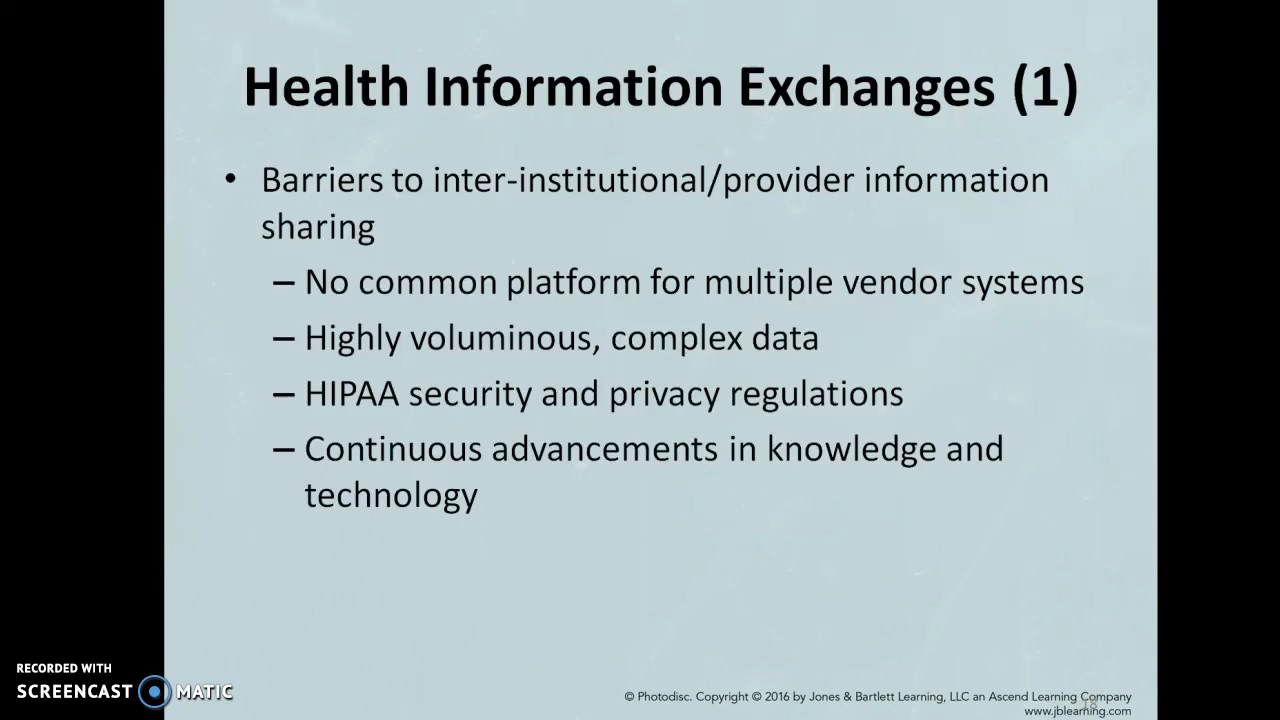 Health Information Exchanges (1)
• Barriers to inter-institutional/provider information
sharing
– No common platform for multiple vendor systems
– Highly voluminous, complex data
– HIPAA security and privacy regulations
– Continuous advancements in knowledge and
technology
RECORDED WITH
SCREENCAST MATIC
© Photodisc. Copyright © 2016 by Jones & Bartlett Learning, LLC an Ascend Learning Company
www.jblearning.com